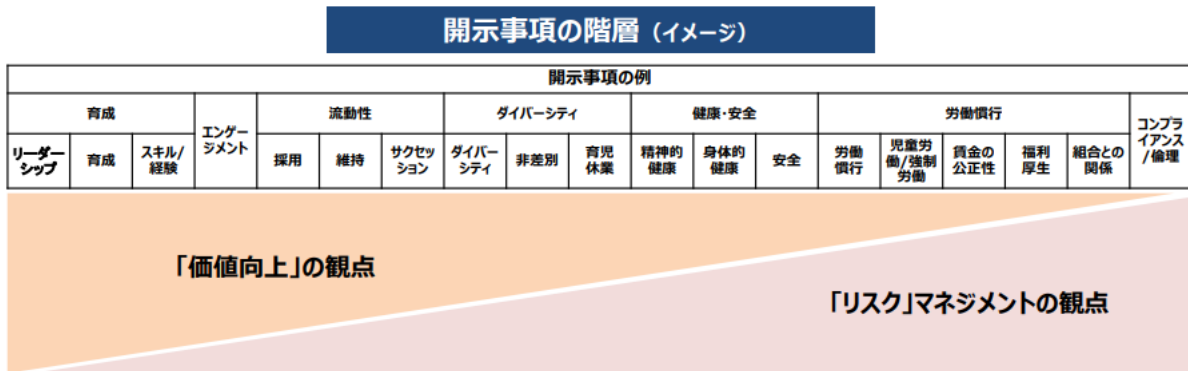 開示事項の階層（イメージ）
開示事項の例
育成
エンゲー
ジメント
流動性
ダイバーシティ
健康・安全
労働慣行
コンプラ
イアンス
/倫理
リーダー
シップ
育成
スキル/
経験
採用
維持
サクセッ
ション
ダイバー
シティ
非差別
育児
休業
精神的
健康
身体的
健康
安全
労働
慣行
児童労
働/強制
労働
賃金の
公正性
福利
厚生
組合との
関係
「価値向上」の観点
「リスク」マネジメントの観点